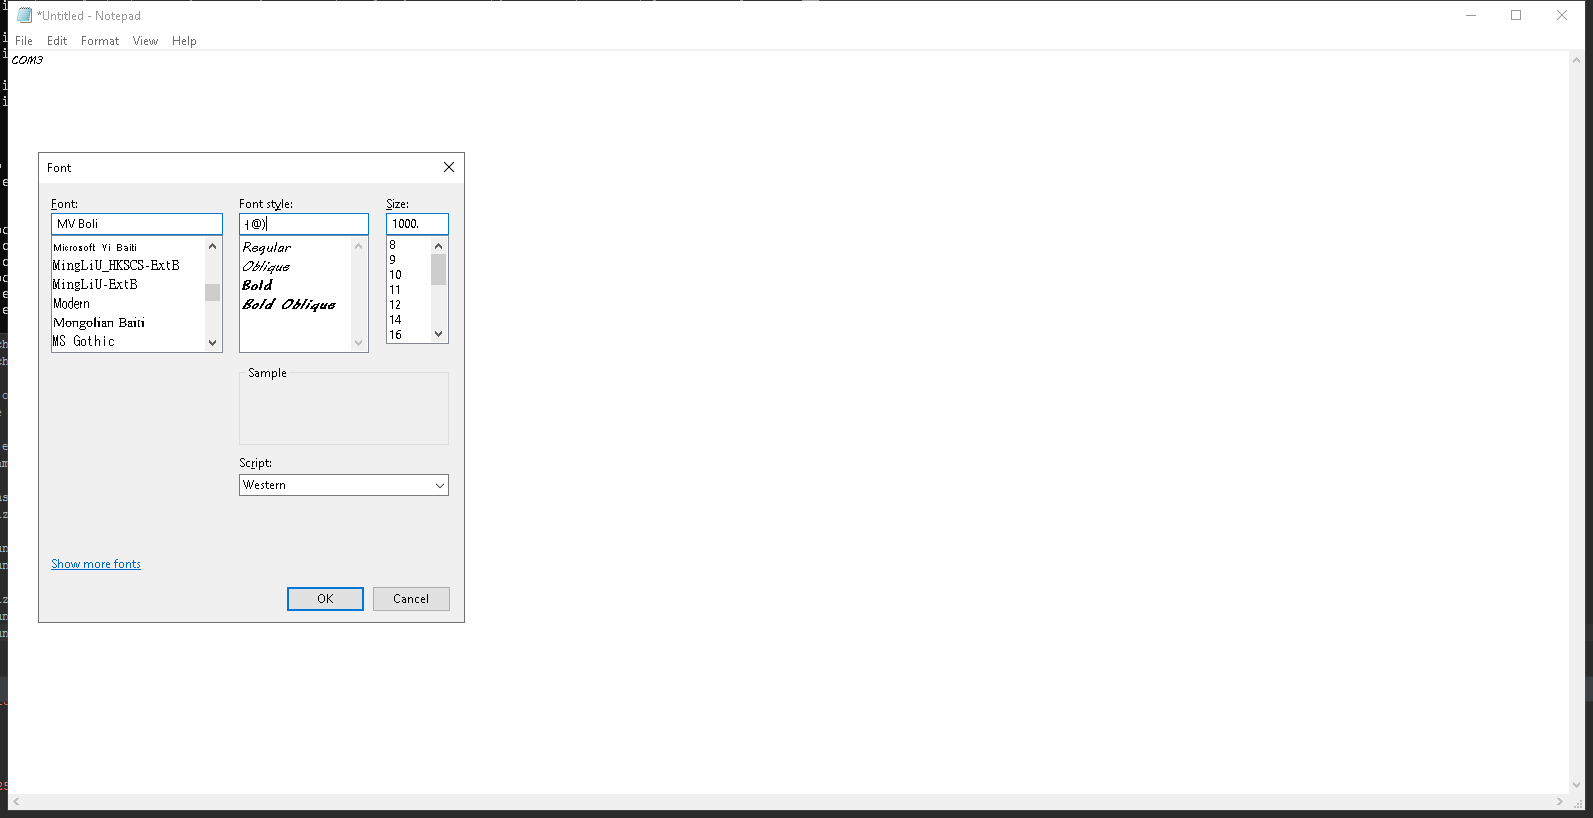 *Untitled - Notepad
File Edit Format View Help
COM3
Font
Font: Font style: Size:
MV Boli ┤@) 1000.
Microsoft Yi Baiti
MingLiU_HKSCS-ExtB
MingLiU-ExtB
Modern
Mongolian Baiti
MS Gothic
Regular
Oblique
Bold
Bold Oblique
8
9
10
11
12
14
16
Sample
Script:
Western
Show more fonts
OK Cancel